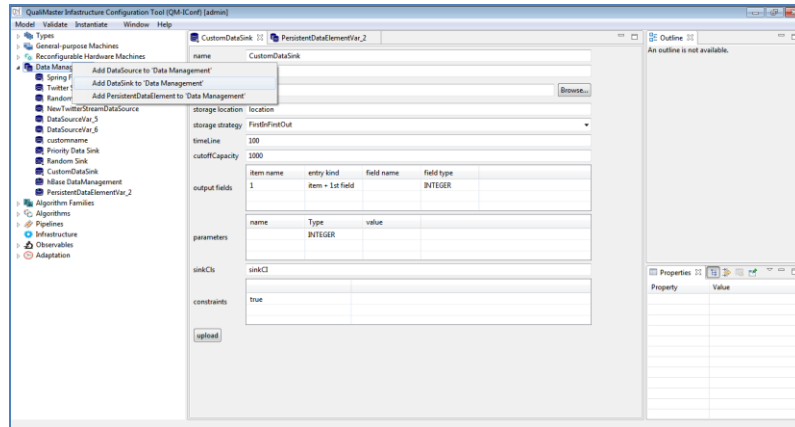 QualiMaster Infastructure Configuration Tool (QM-IConf) [admin]
Model Validate Instantiate Window Help
Types
General-purpose Machines
Reconfigurable Hardware Machines
Data Manag
Spring F
Twitter S
Random
NewTwitterStreamDataSource
DataSourceVar_5
DataSourceVar_6
customname
Priority Data Sink
Random Sink
CustomDataSink
hBase DataManagement
PersistentDataElementVar_2
Algorithm Families
Algorithms
Pipelines
Infrastructure
Observables
Adaptation
Add DataSource to 'Data Management'
Add DataSink to 'Data Management'
Add PersistentDataElement to 'Data Management'
CustomDataSink PersistentDataElementVar_2
name CustomDataSink
Browse...
storage location location
storage strategy FirstInFirstOut
timeLine 100
cutoffCapacity 1000
item name entry kind field name field type
output fields 1 item + 1st field INTEGER
name Type value
parameters INTEGER
sinkCls sinkCl
constraints true
upload
Outline
An outline is not available.
Properties
Property Value